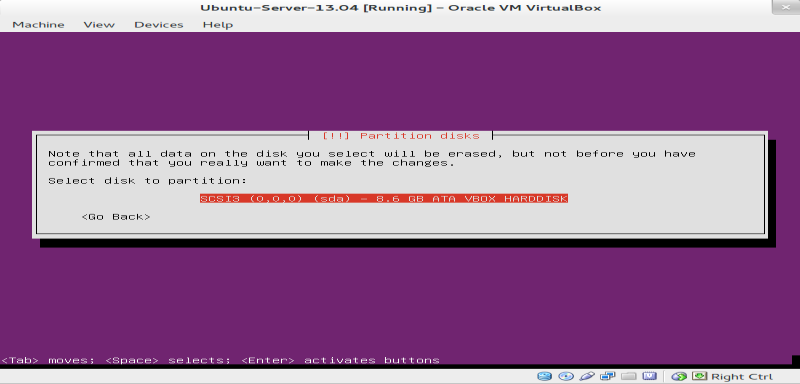 Ubuntu-Server-13.04 [Running] - Oracle VM VirtualBox
Machine View Devices Help
[!!] Partition disks
Note that all data on the disk you select will be erased, but not before you have
confirmed that you really want to make the changes.
Select disk to partition:
SCSI3 (0,0,0) (sda) - 8.6 GB ATA VBOX HARDDISK
<Go Back>
<Tab> moves; <Space> selects; <Enter> activates buttons
Right Ctrl